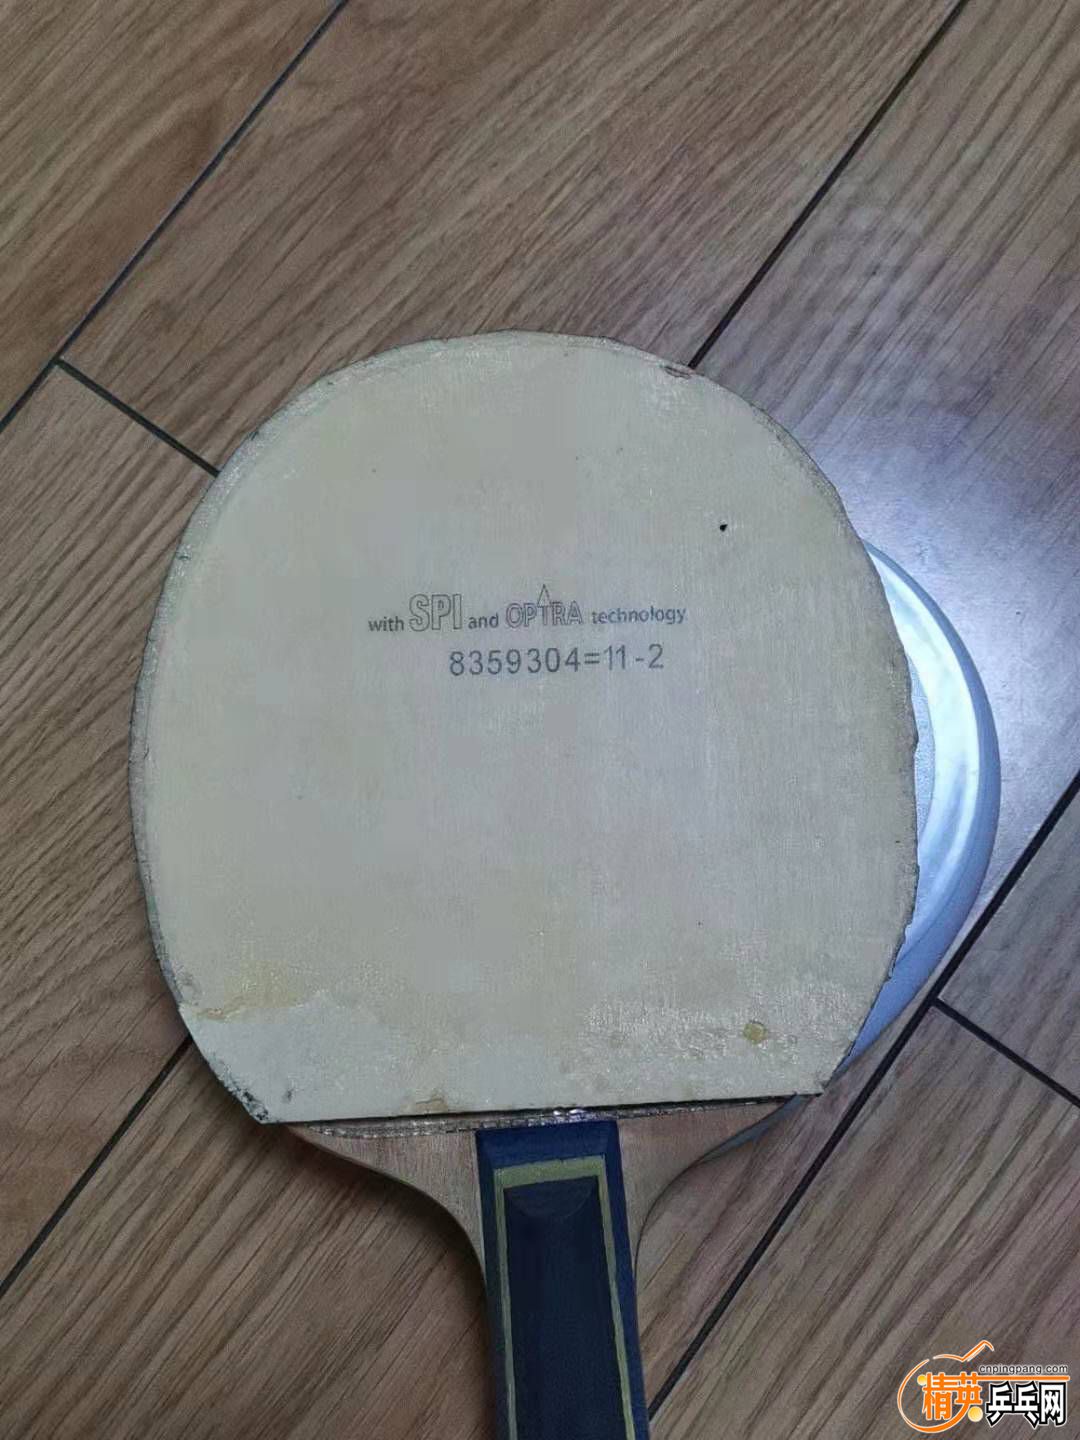 with SPI and OPTRA technology
8359304=11-2
cnpingpang.com
精英乒乓网